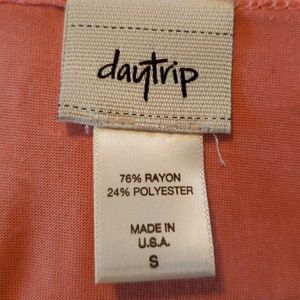 daytrip
76% RAYON
24% POLYESTER
MADE IN
U.S.A.
S